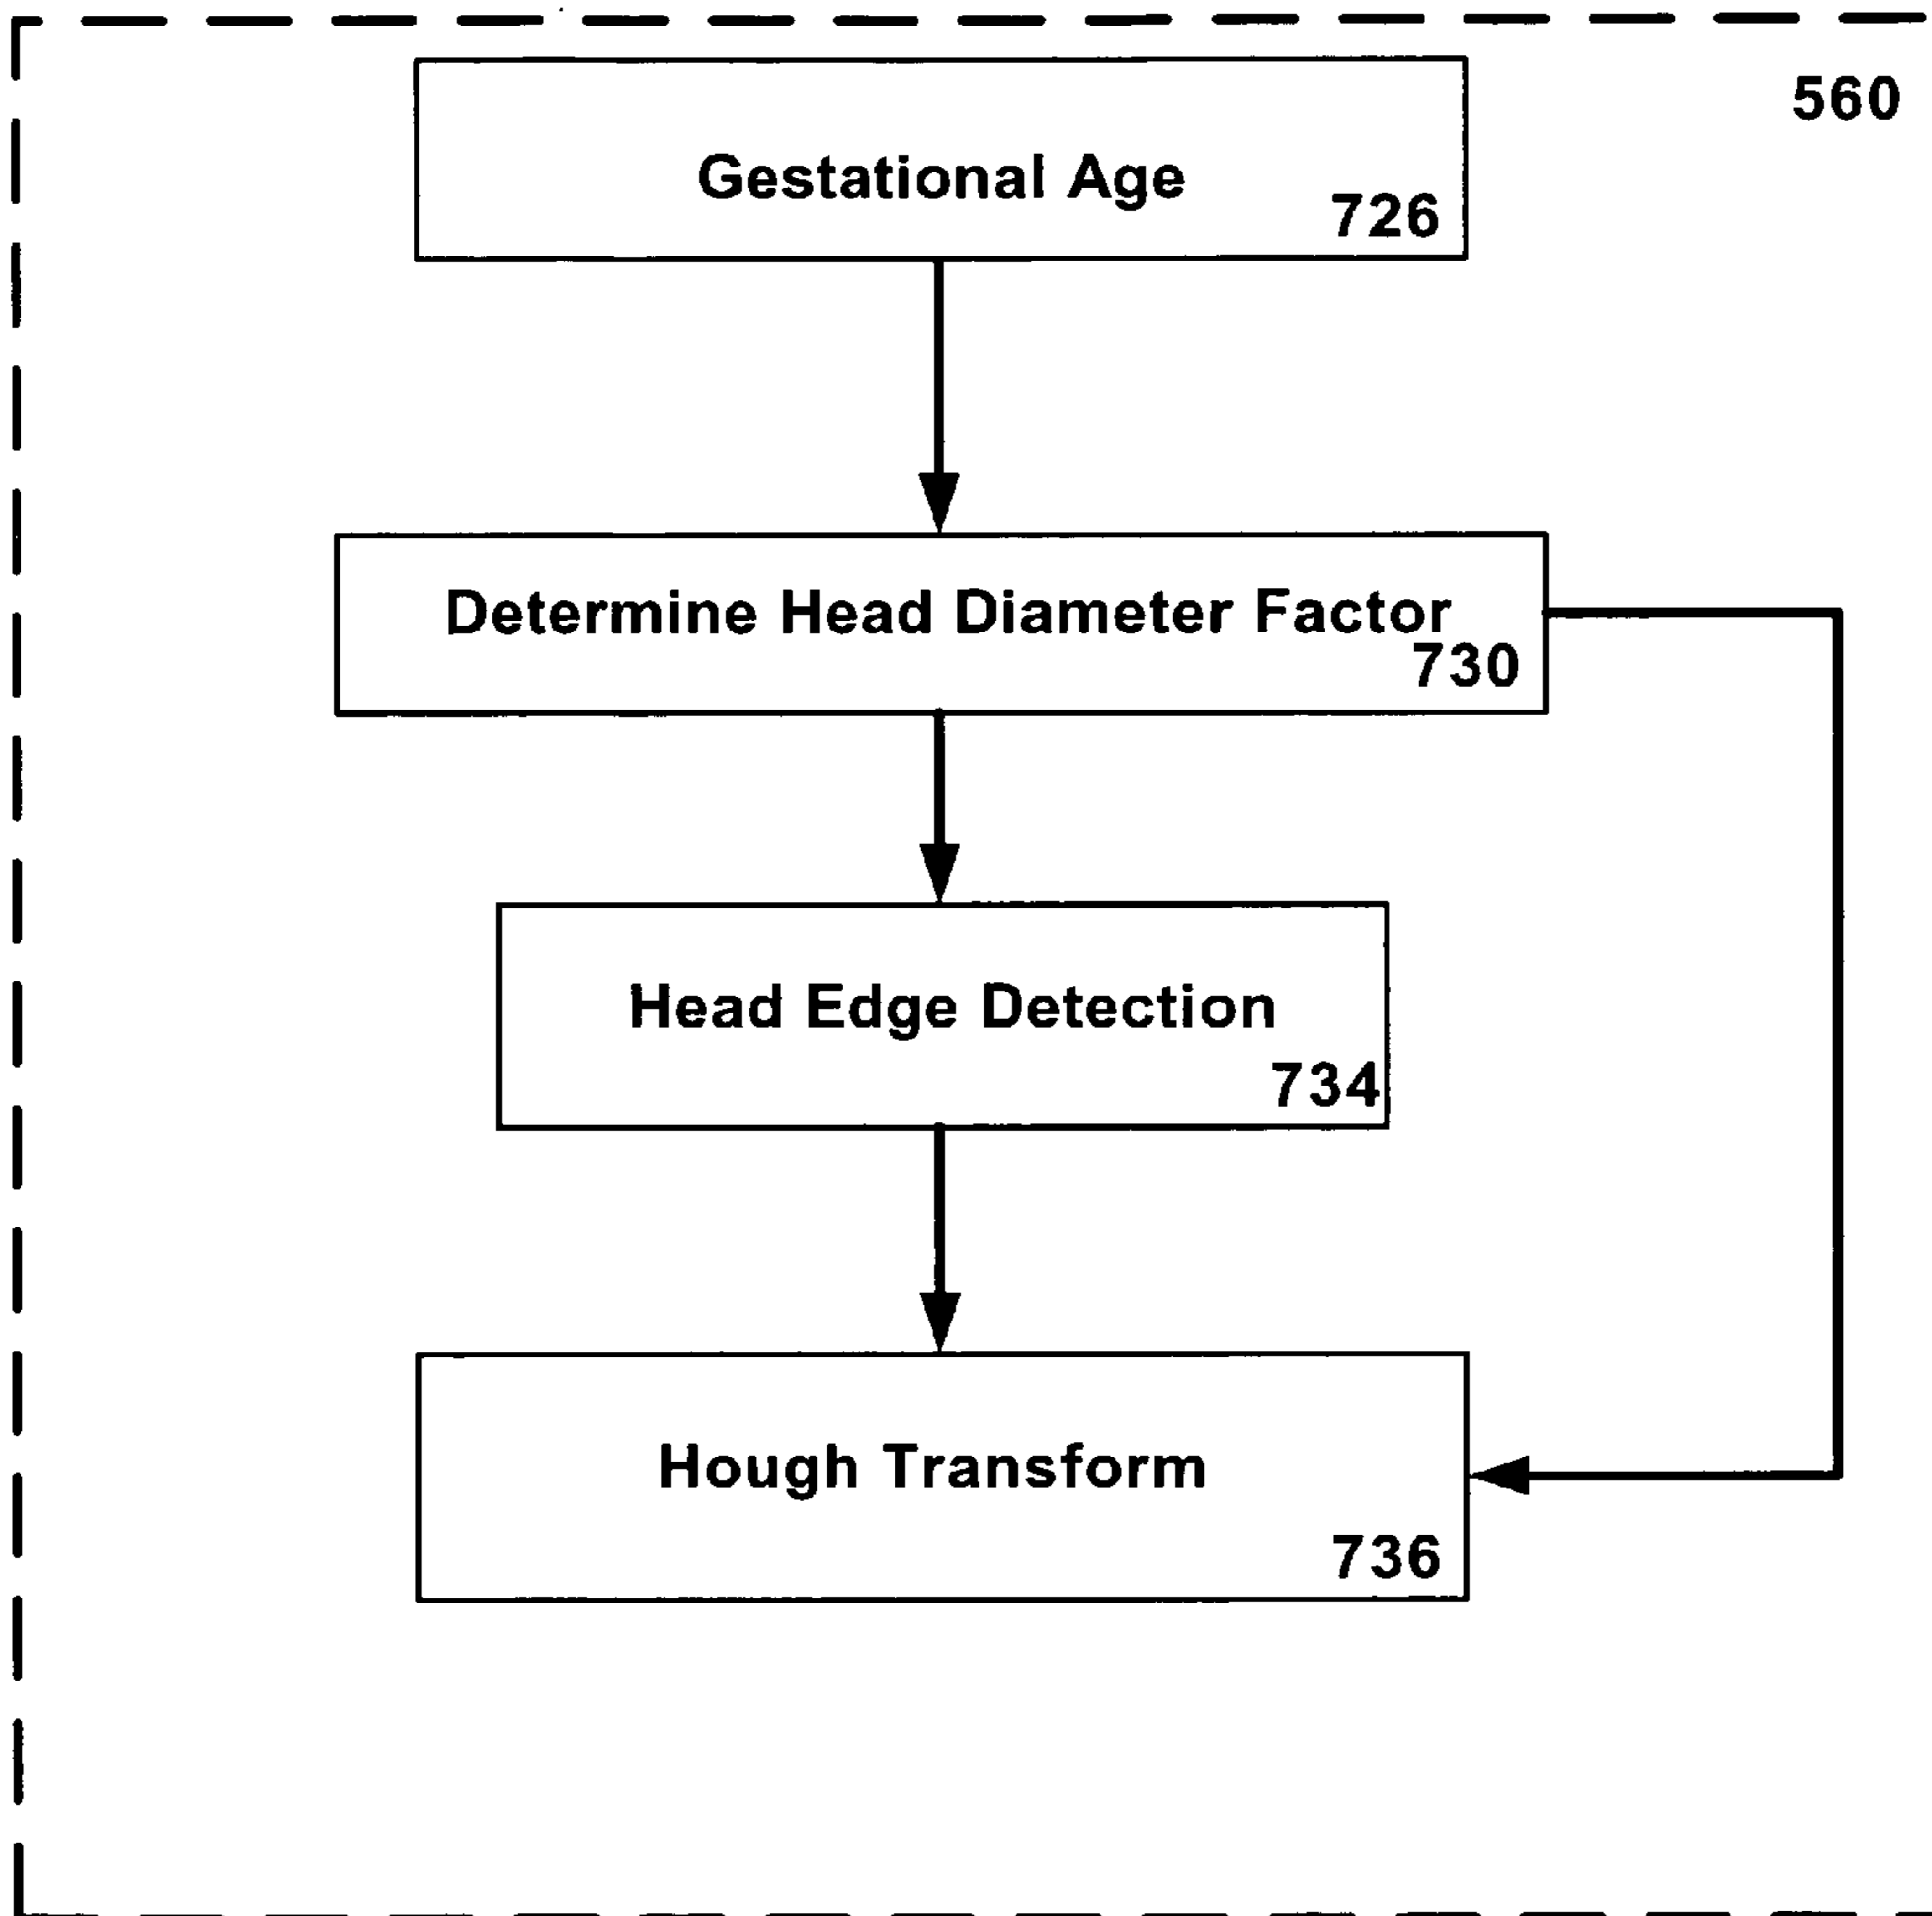 560
Gestational Age
726
Determine Head Diameter Factor
730
Head Edge Detection
734
Hough Transform
736